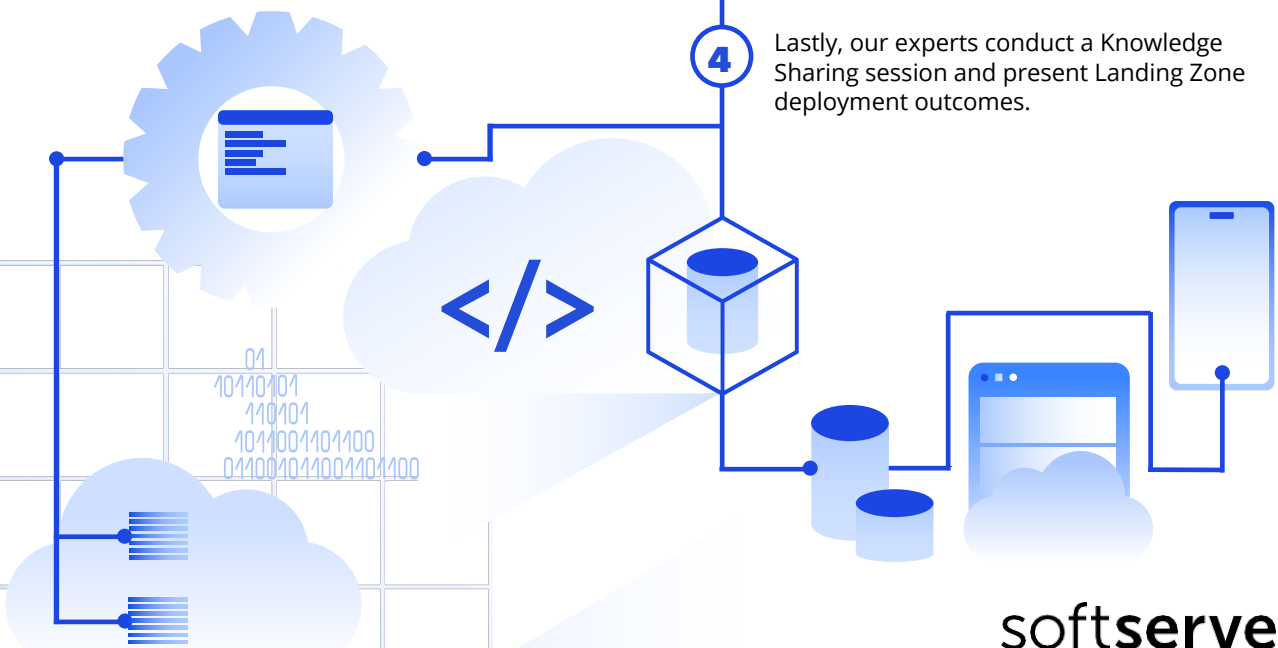 4
Lastly, our experts conduct a Knowledge
Sharing session and present Landing Zone
deployment outcomes.
</>
01
10110101
110101
1011001101100
011001011001101100
softserve